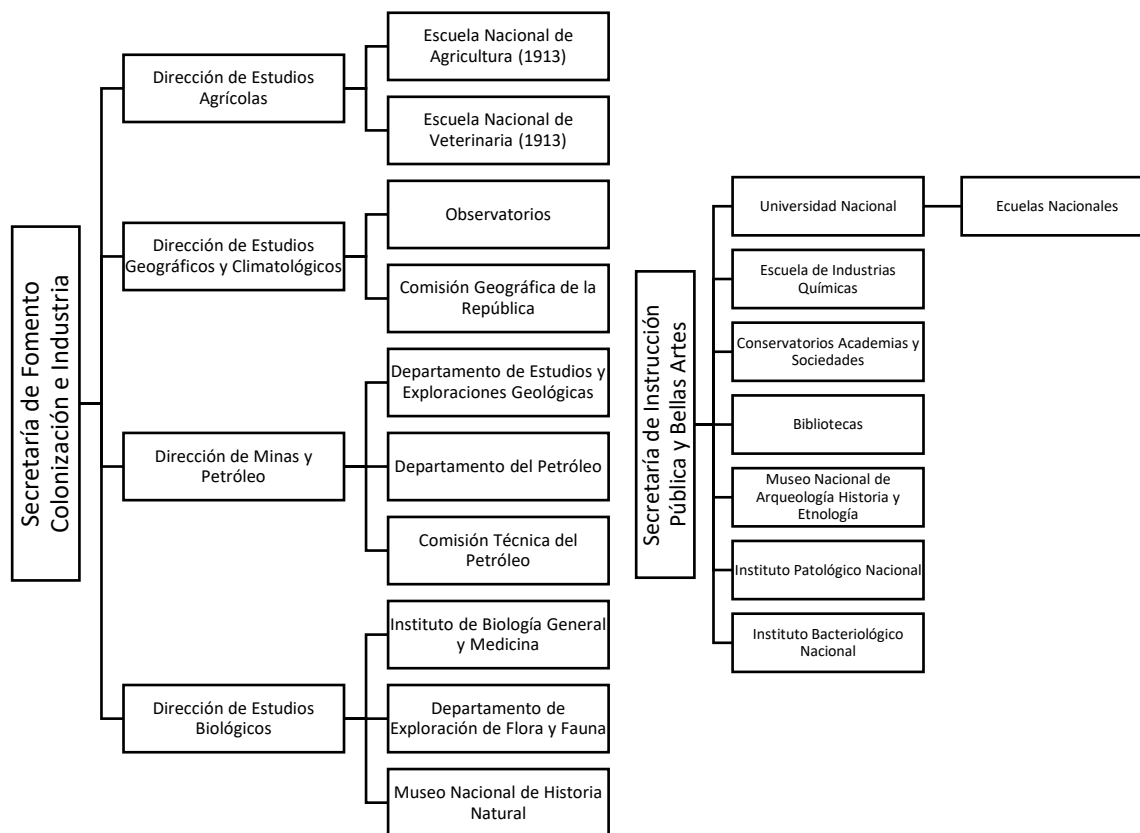 Secretaría de Fomento
Colonización e Industria
Dirección de Estudios
Agrícolas
Escuela Nacional de
Agricultura (1913)
Escuela Nacional de
Veterinaria (1913)
Dirección de Estudios
Geográficos y Climatológicos
Observatorios
Comisión Geográfica de la
República
Dirección de Minas y
Petróleo
Departamento de Estudios y
Exploraciones Geológicas
Departamento del Petróleo
Comisión Técnica del
Petróleo
Dirección de Estudios
Biológicos
Instituto de Biología General
y Medicina
Departamento de
Exploración de Flora y Fauna
Museo Nacional de Historia
Natural
Secretaría de Instrucción
Pública y Bellas Artes
Universidad Nacional
Ecuelas Nacionales
Escuela de Industrias
Químicas
Conservatorios Academias y
Sociedades
Bibliotecas
Museo Nacional de
Arqueología Historia y
Etnología
Instituto Patológico Nacional
Instituto Bacteriológico
Nacional